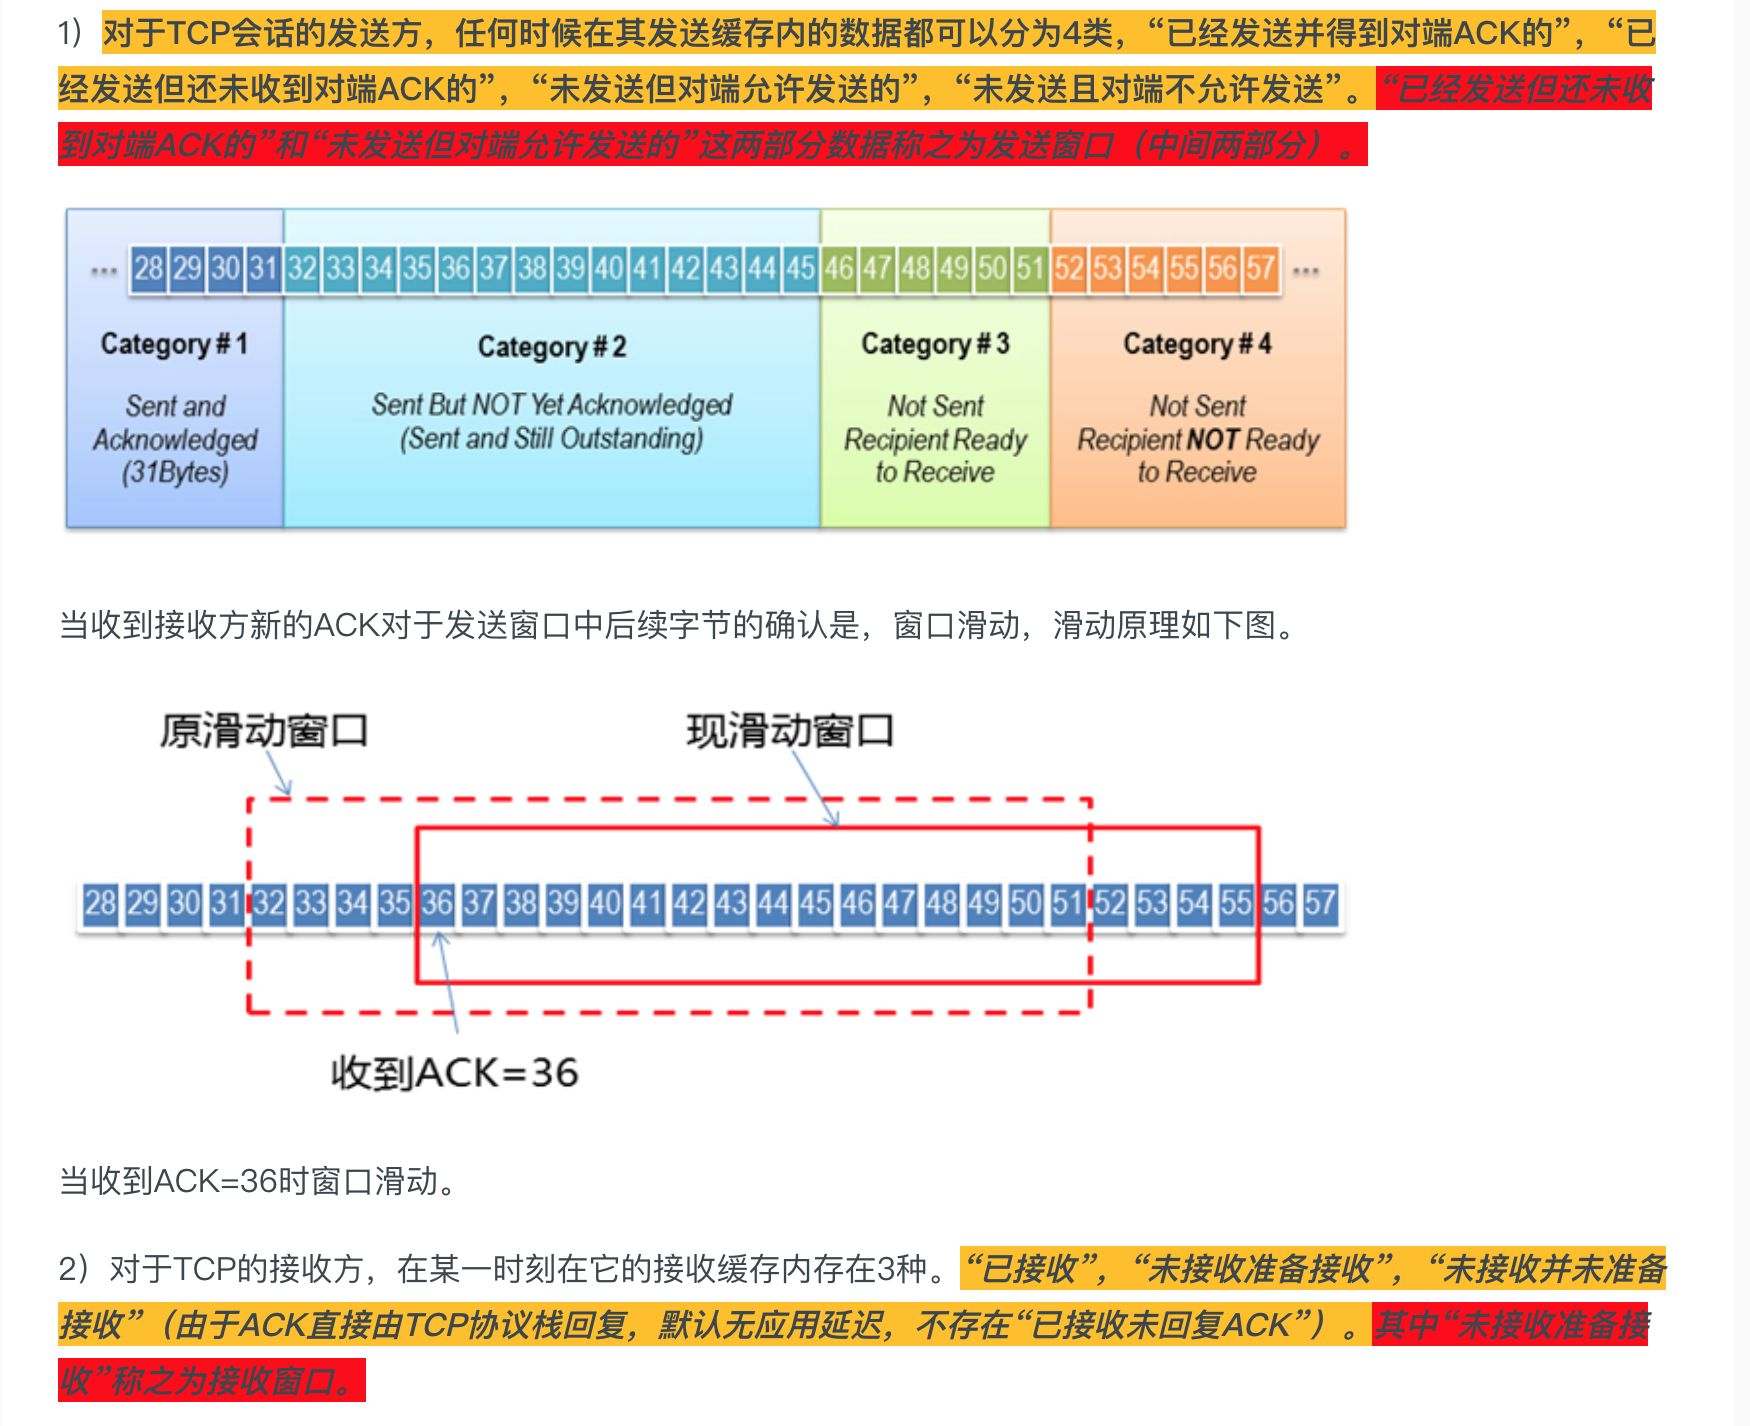 1）对于TCP会话的发送方，任何时候在其发送缓存内的数据都可以分为4类，“已经发送并得到对端ACK的”，“已
经发送但还未收到对端ACK的”，“未发送但对端允许发送的”，“未发送且对端不允许发送”。“已经发送但还未收
到对端ACK的”和“未发送但对端允许发送的”这两部分数据称之为发送窗口（中间两部分）。
... 28 29 30 31 32 33 34 35 36 37 38 39 40 41 42 43 44 45 46 47 48 49 50 51 52 53 54 55 56 57 ...
Category # 1
Sent and
Acknowledged
(31Bytes)
Category # 2
Sent But NOT Yet Acknowledged
(Sent and Still Outstanding)
Category # 3
Not Sent
Recipient Ready
to Receive
Category # 4
Not Sent
Recipient NOT Ready
to Receive
当收到接收方新的ACK对于发送窗口中后续字节的确认是，窗口滑动，滑动原理如下图。
原滑动窗口 现滑动窗口
28 29 30 31 32 33 34 35 36 37 38 39 40 41 42 43 44 45 46 47 48 49 50 51 52 53 54 55 56 57
收到ACK=36
当收到ACK=36时窗口滑动。
2）对于TCP的接收方，在某一时刻在它的接收缓存内存在3种。“已接收”，“未接收准备接收”，“未接收并未准备
接收”（由于ACK直接由TCP协议栈回复，默认无应用延迟，不存在“已接收未回复ACK”）。其中“未接收准备接
收”称之为接收窗口。